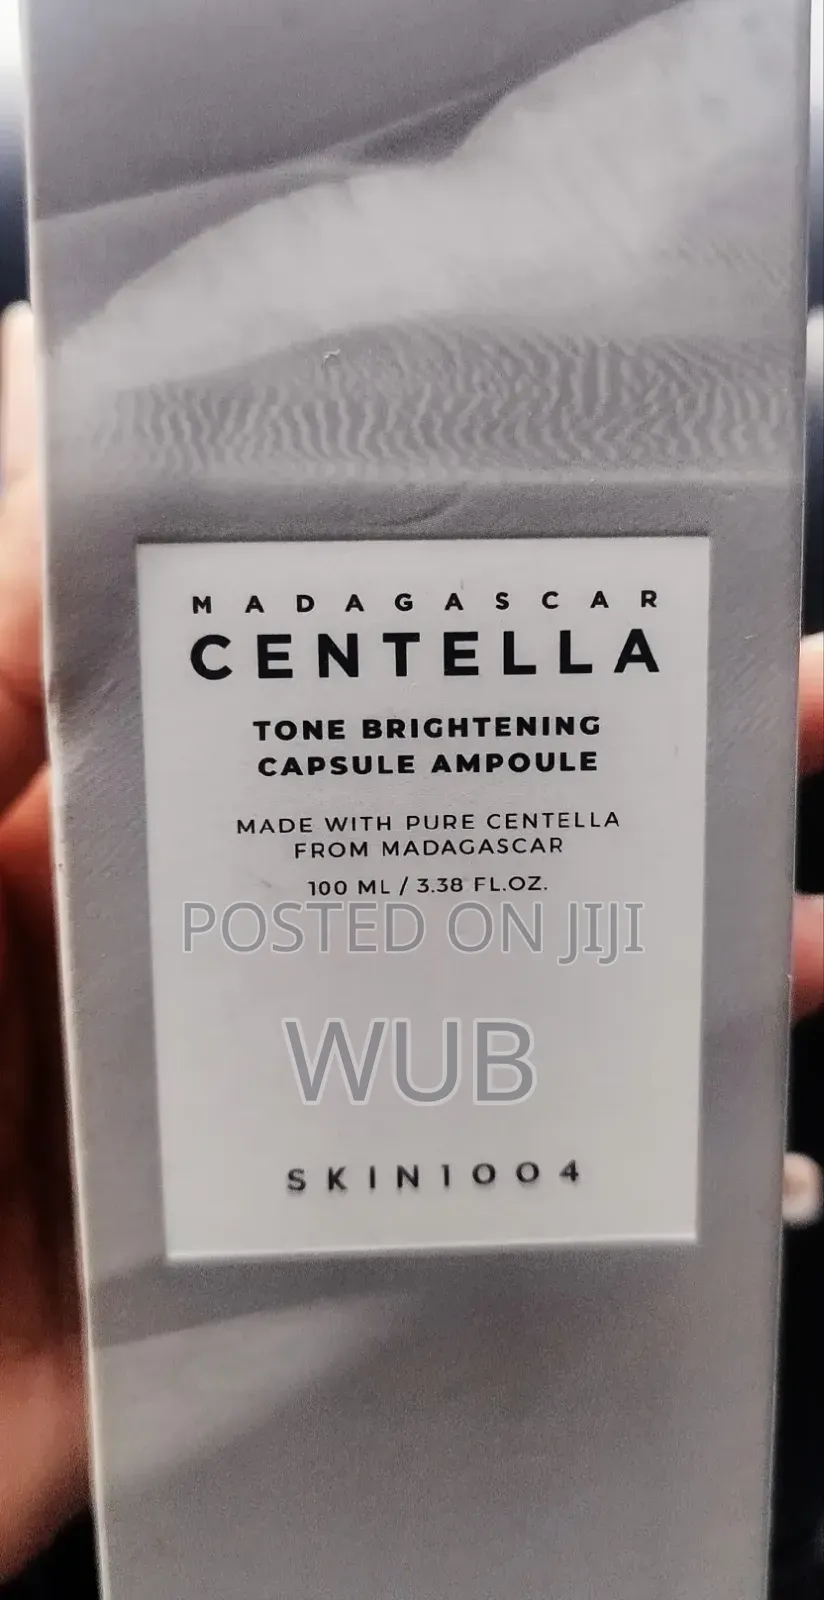 MADAGASCAR
CENTELLA
TONE BRIGHTENING
CAPSULE AMPOULE
MADE WITH PURE CENTELLA
FROM MADAGASCAR
100 ML / 3.38 FL.OZ.
POSTED ON JIJI
WUB
SKIN1004